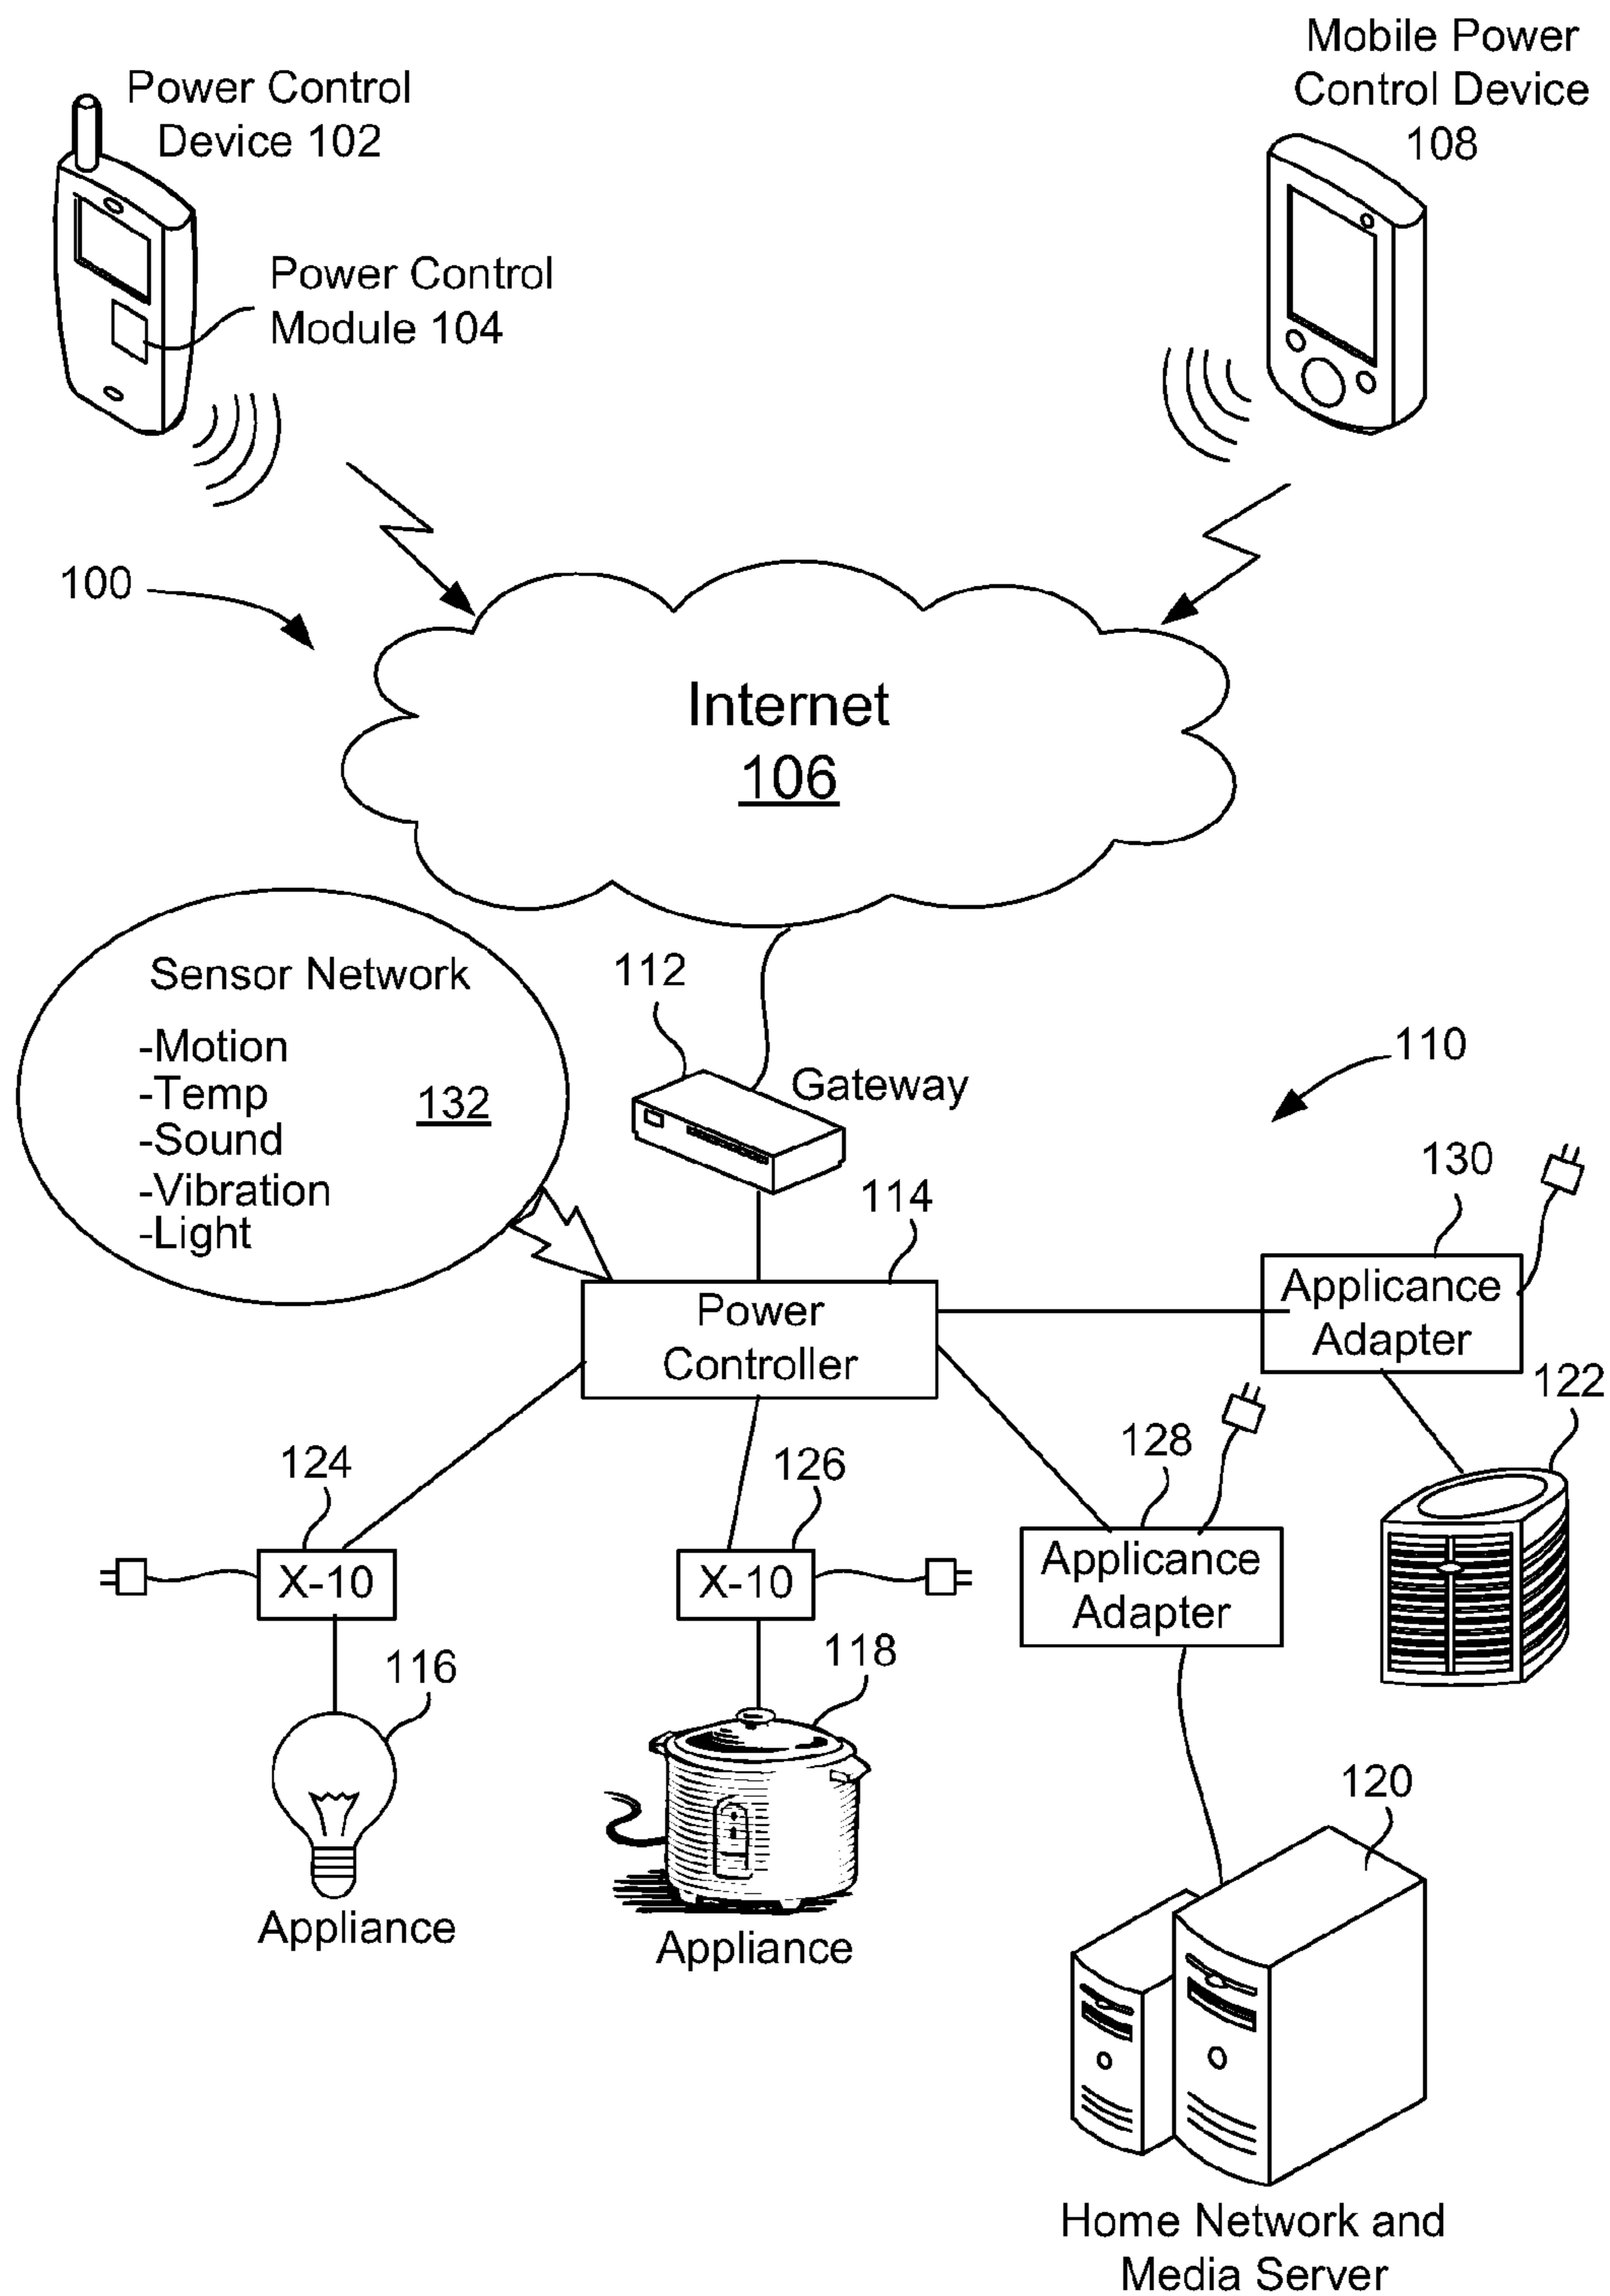 Mobile Power
Control Device
108
Power Control
Device 102
Power Control
Module 104
100
Internet
106
Sensor Network
-Motion
-Temp
-Sound
-Vibration
-Light
132
112
Gateway
110
114
130
Power
Controller
Applicance
Adapter
122
124
126
128
X-10
X-10
Applicance
Adapter
116
118
120
Appliance
Appliance
Home Network and
Media Server